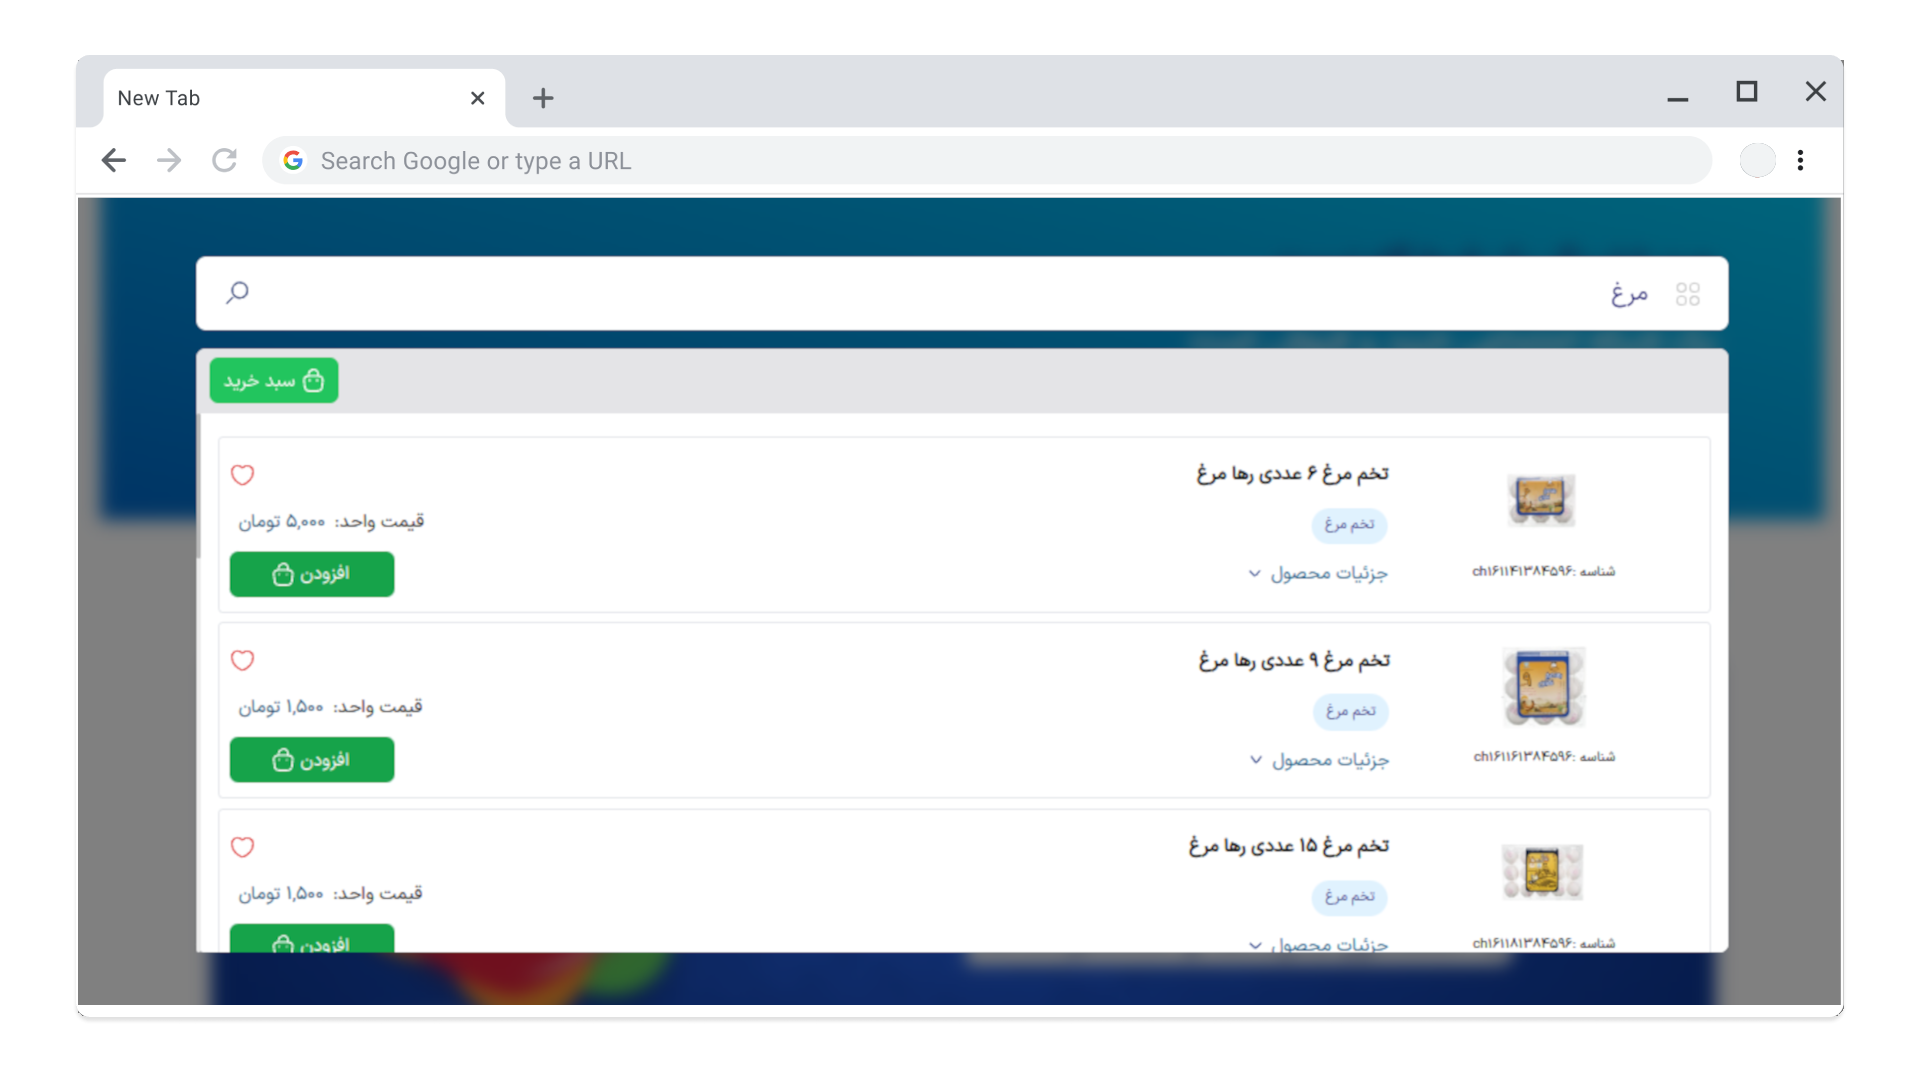 New Tab
Search Google or type a URL
مرغ
سبد خرید
تخم مرغ ۶ عددی رها مرغ
تخم مرغ
جزئیات محصول
شناسه :ch۱۶۱۱۴۱۳۸۴۵۹۶
قیمت واحد: ۵,۰۰۰ تومان
افزودن
تخم مرغ ۹ عددی رها مرغ
تخم مرغ
جزئیات محصول
شناسه :ch۱۶۱۱۶۱۳۸۴۵۹۶
قیمت واحد: ۱,۵۰۰ تومان
افزودن
تخم مرغ ۱۵ عددی رها مرغ
تخم مرغ
جزئیات محصول
شناسه :ch۱۶۱۱۸۱۳۸۴۵۹۶
قیمت واحد: ۱,۵۰۰ تومان
افزودن